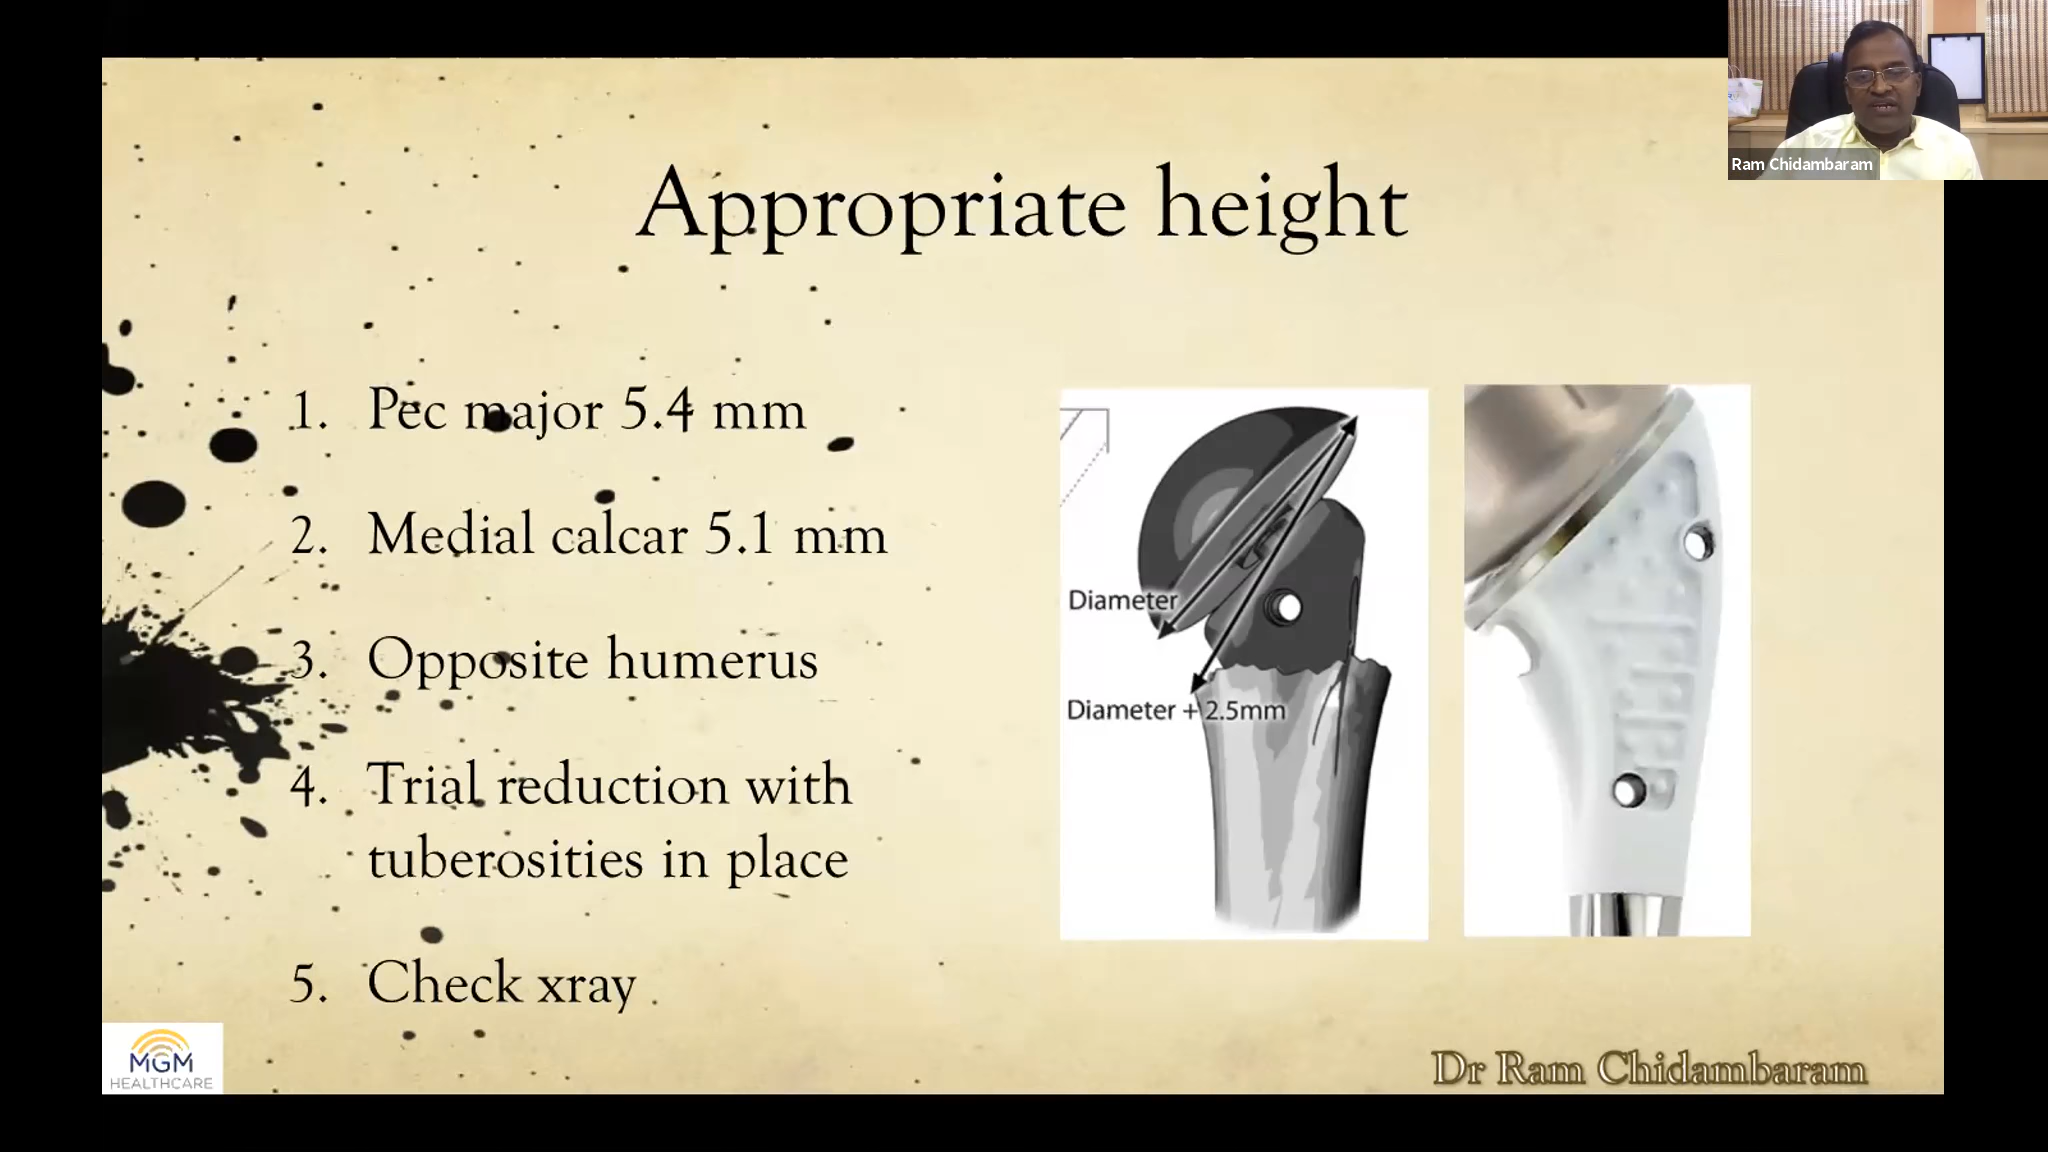 Ram Chidambaram
Appropriate height
1. Pec major 5.4 mm
2. Medial calcar 5.1 mm
3. Opposite humerus
4. Trial reduction with
tuberosities in place
5. Check xray
Diameter
Diameter + 2.5mm
MGM
HEALTHCARE
Dr Ram Chidambaram